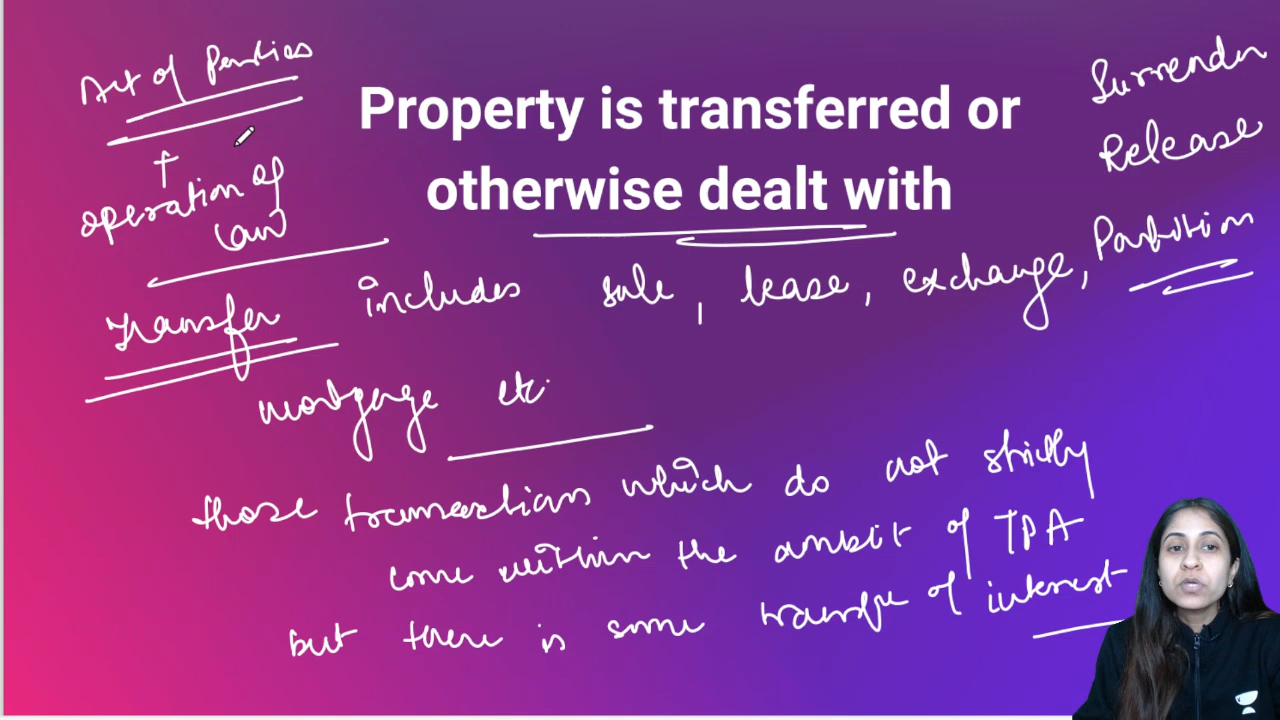 Act of Parties
operation of
law
Property is transferred or
otherwise dealt with
Surrender
Release
Partition
Transfer includes sale, lease, exchange,
mortgage etc.
those transactions which do not strictly
come within the ambit of TPA
but there is some transfer of interest